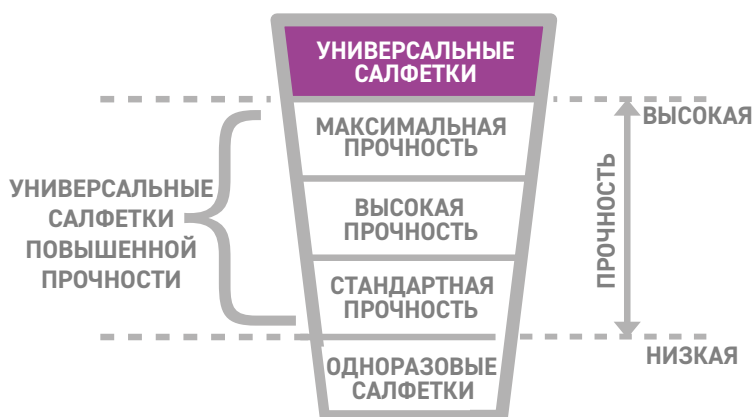 УНИВЕРСАЛЬНЫЕ
САЛФЕТКИ
МАКСИМАЛЬНАЯ
ПРОЧНОСТЬ
ВЫСОКАЯ
ПРОЧНОСТЬ
СТАНДАРТНАЯ
ПРОЧНОСТЬ
ОДНОРАЗОВЫЕ
САЛФЕТКИ
УНИВЕРСАЛЬНЫЕ
САЛФЕТКИ
ПОВЫШЕННОЙ
ПРОЧНОСТИ
ВЫСОКАЯ
ПРОЧНОСТЬ
НИЗКАЯ